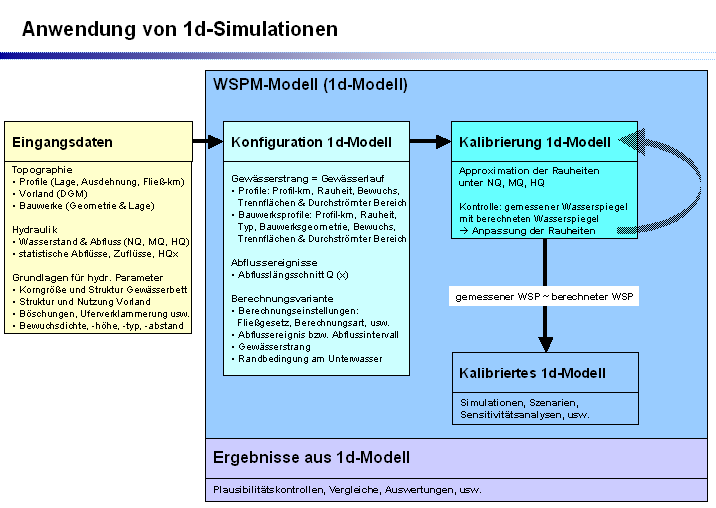 Anwendung von 1d-Simulationen
WSPM-Modell (1d-Modell)
Eingangsdaten
Topographie
• Profile (Lage, Ausdehnung, Fließ-km)
• Vorland (DGM)
• Bauwerke (Geometrie & Lage)
Hydraulik
• Wasserstand & Abfluss (NQ, MQ, HQ)
• statistische Abflüsse, Zuflüsse, HQx
Grundlagen für hydr. Parameter
• Korngröße und Struktur Gewässerbett
• Struktur und Nutzung Vorland
• Böschungen, Uferverklammerung usw.
• Bewuchsdichte, -höhe, -typ, -abstand
Konfiguration 1d-Modell
Gewässerstrang = Gewässerlauf
• Profile: Profil-km, Rauheit, Bewuchs,
Trennflächen & Durchströmter Bereich
• Bauwerksprofile: Profil-km, Rauheit,
Typ, Bauwerksgeometrie, Bewuchs,
Trennflächen & Durchströmter Bereich
Abflussereignisse
• Abflusslängsschnitt Q (x)
Berechnungsvariante
• Berechnungseinstellungen:
Fließgesetz, Berechnungsart, usw.
• Abflussereignis bzw. Abflussintervall
• Gewässerstrang
• Randbedingung am Unterwasser
Kalibrierung 1d-Modell
Approximation der Rauheiten
unter NQ, MQ, HQ
Kontrolle: gemessener Wasserspiegel
mit berechneten Wasserspiegel
→ Anpassung der Rauheiten
gemessener WSP ~ berechneter WSP
Kalibriertes 1d-Modell
Simulationen, Szenarien,
Sensitivitätsanalysen, usw.
Ergebnisse aus 1d-Modell
Plausibilitätskontrollen, Vergleiche, Auswertungen, usw.